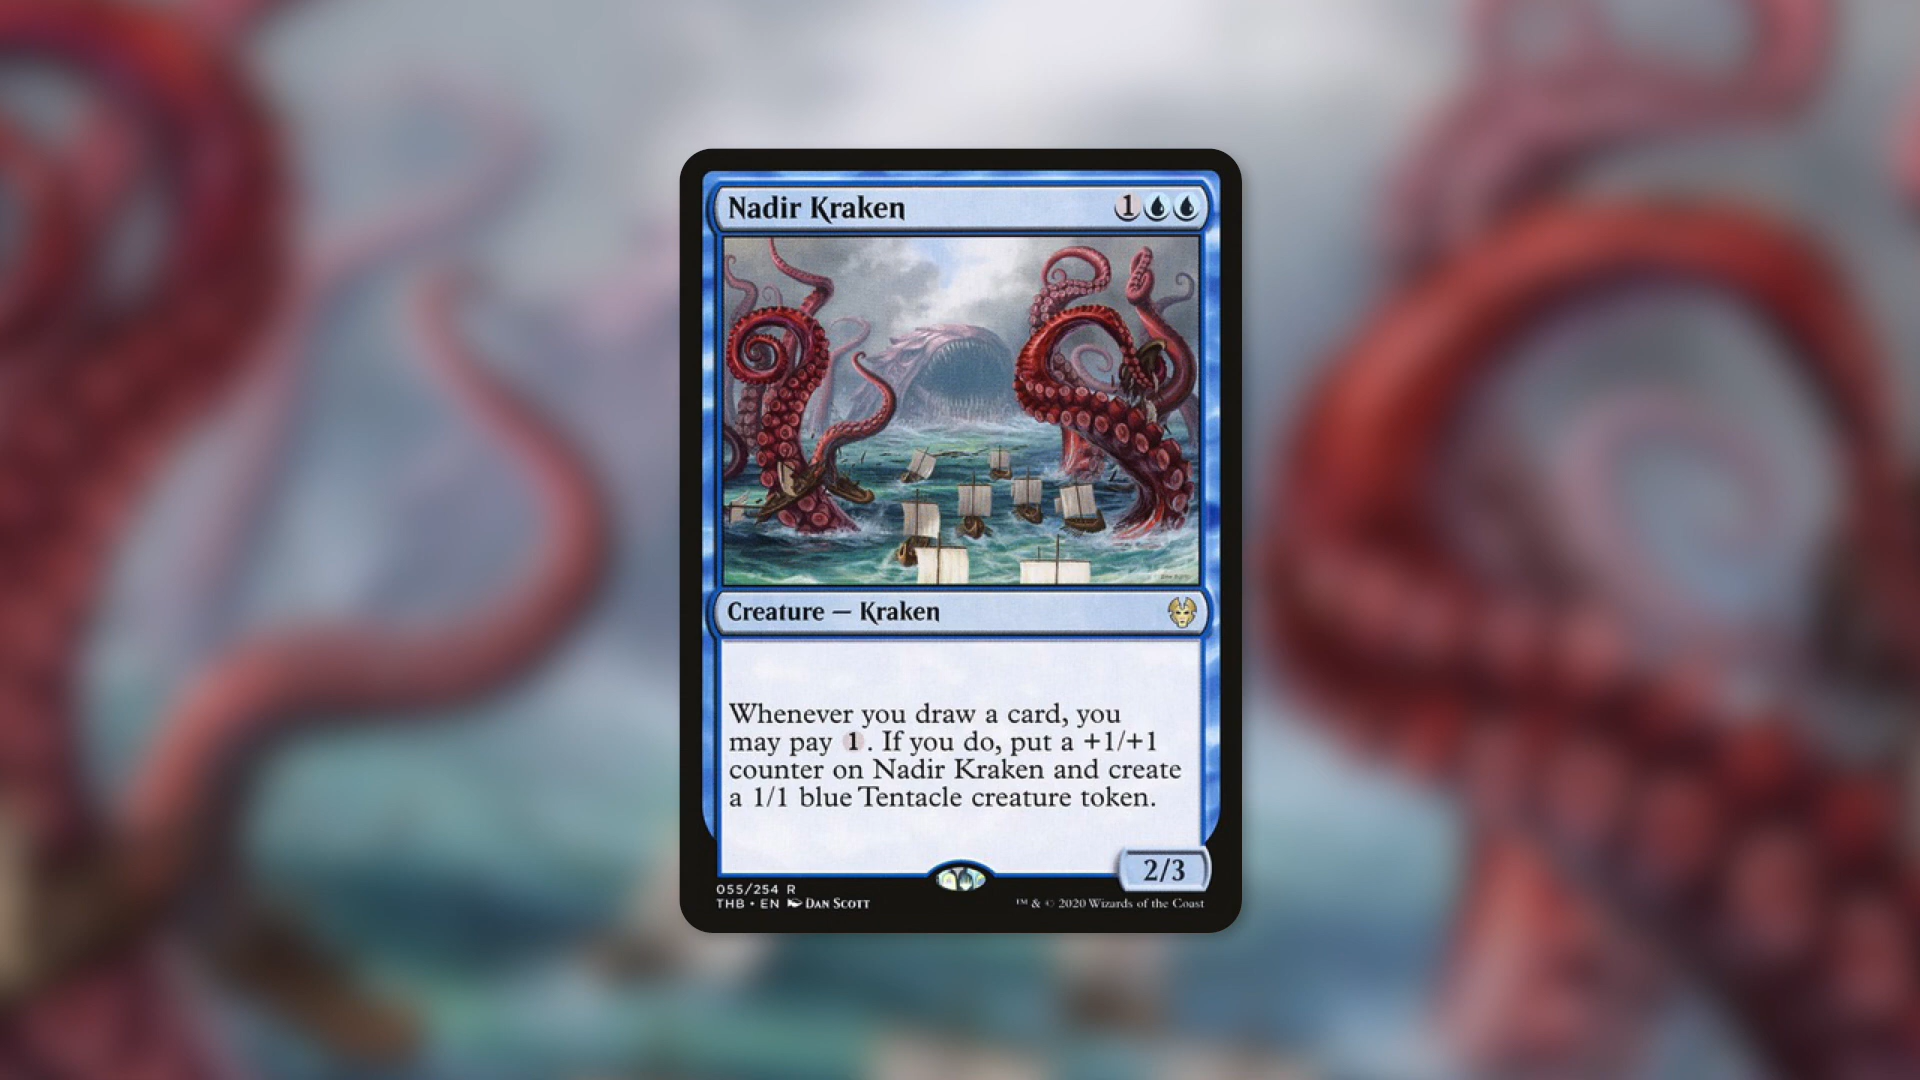 Nadir Kraken 1
Creature — Kraken
Whenever you draw a card, you
may pay 1. If you do, put a +1/+1
counter on Nadir Kraken and create
a 1/1 blue Tentacle creature token.
2/3
055/254 R
THB • EN Dan Scott
™ & © 2020 Wizards of the Coast